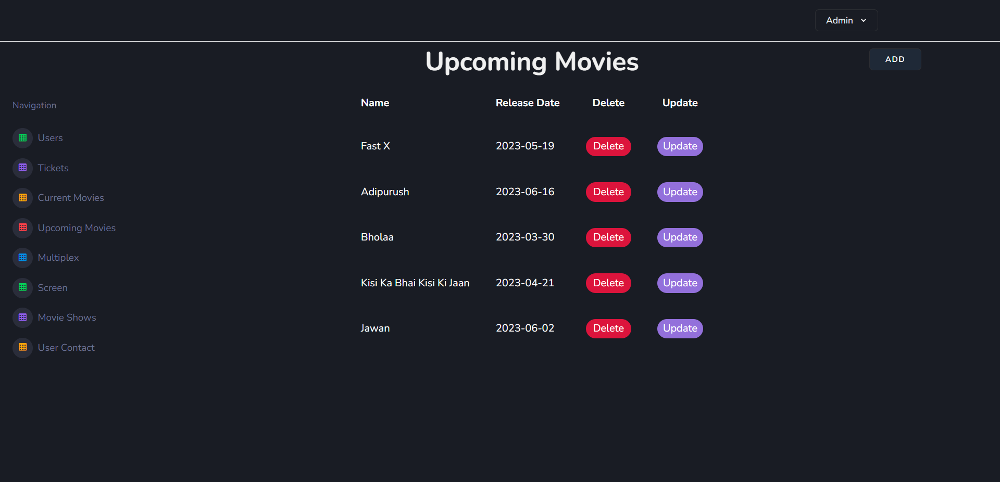 Admin
Upcoming Movies
ADD
Navigation
Users
Tickets
Current Movies
Upcoming Movies
Multiplex
Screen
Movie Shows
User Contact
Name Release Date Delete Update
Fast X 2023-05-19 Delete Update
Adipurush 2023-06-16 Delete Update
Bholaa 2023-03-30 Delete Update
Kisi Ka Bhai Kisi Ki Jaan 2023-04-21 Delete Update
Jawan 2023-06-02 Delete Update